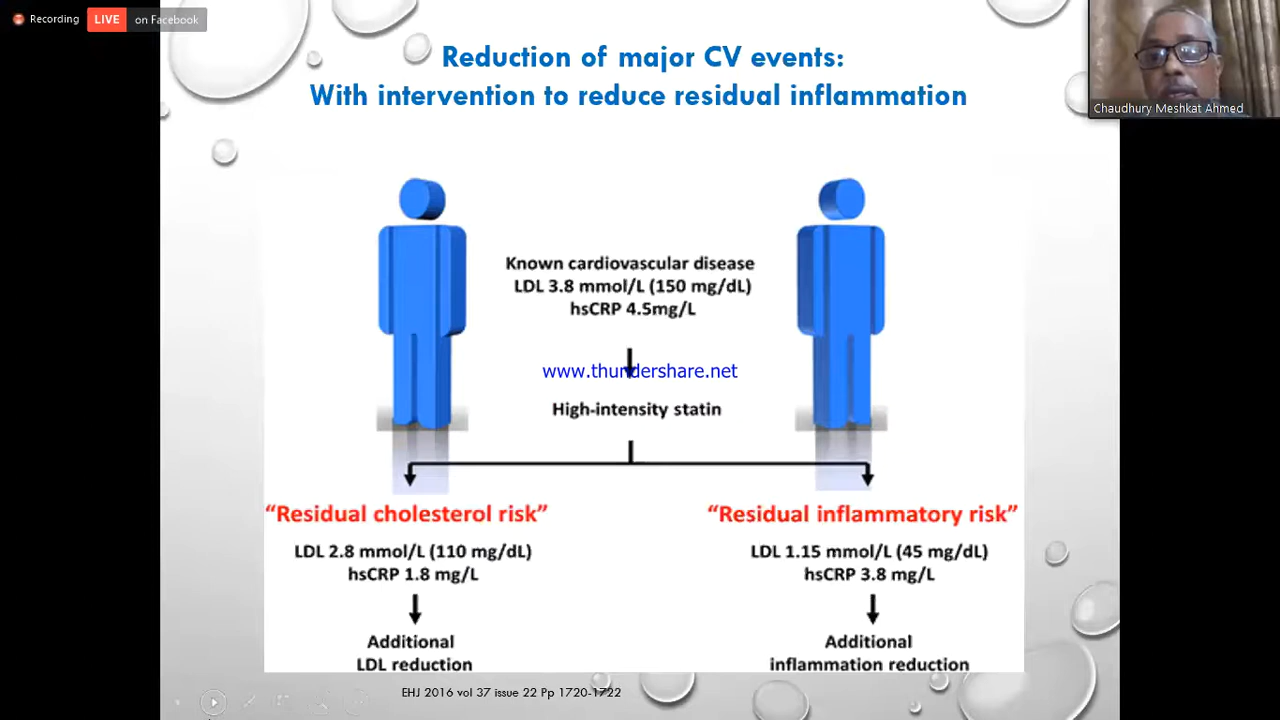 Recording
LIVE on Facebook
Chaudhury Meshkat Ahmed
Reduction of major CV events:
With intervention to reduce residual inflammation
Known cardiovascular disease
LDL 3.8 mmol/L (150 mg/dL)
hsCRP 4.5mg/L
www.thundershare.net
High-intensity statin
“Residual cholesterol risk”
LDL 2.8 mmol/L (110 mg/dL)
hsCRP 1.8 mg/L
Additional
LDL reduction
“Residual inflammatory risk”
LDL 1.15 mmol/L (45 mg/dL)
hsCRP 3.8 mg/L
Additional
inflammation reduction
EHJ 2016 vol 37 issue 22 Pp 1720-1722